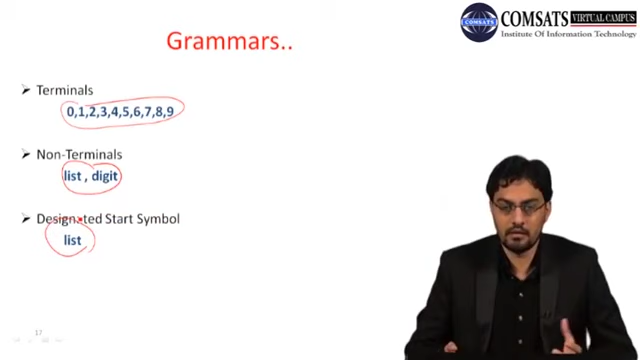 COMSATS VIRTUAL CAMPUS
Institute Of Information Technology
Grammars..
Terminals
0,1,2,3,4,5,6,7,8,9
Non-Terminals
list , digit
Designated Start Symbol
list
17